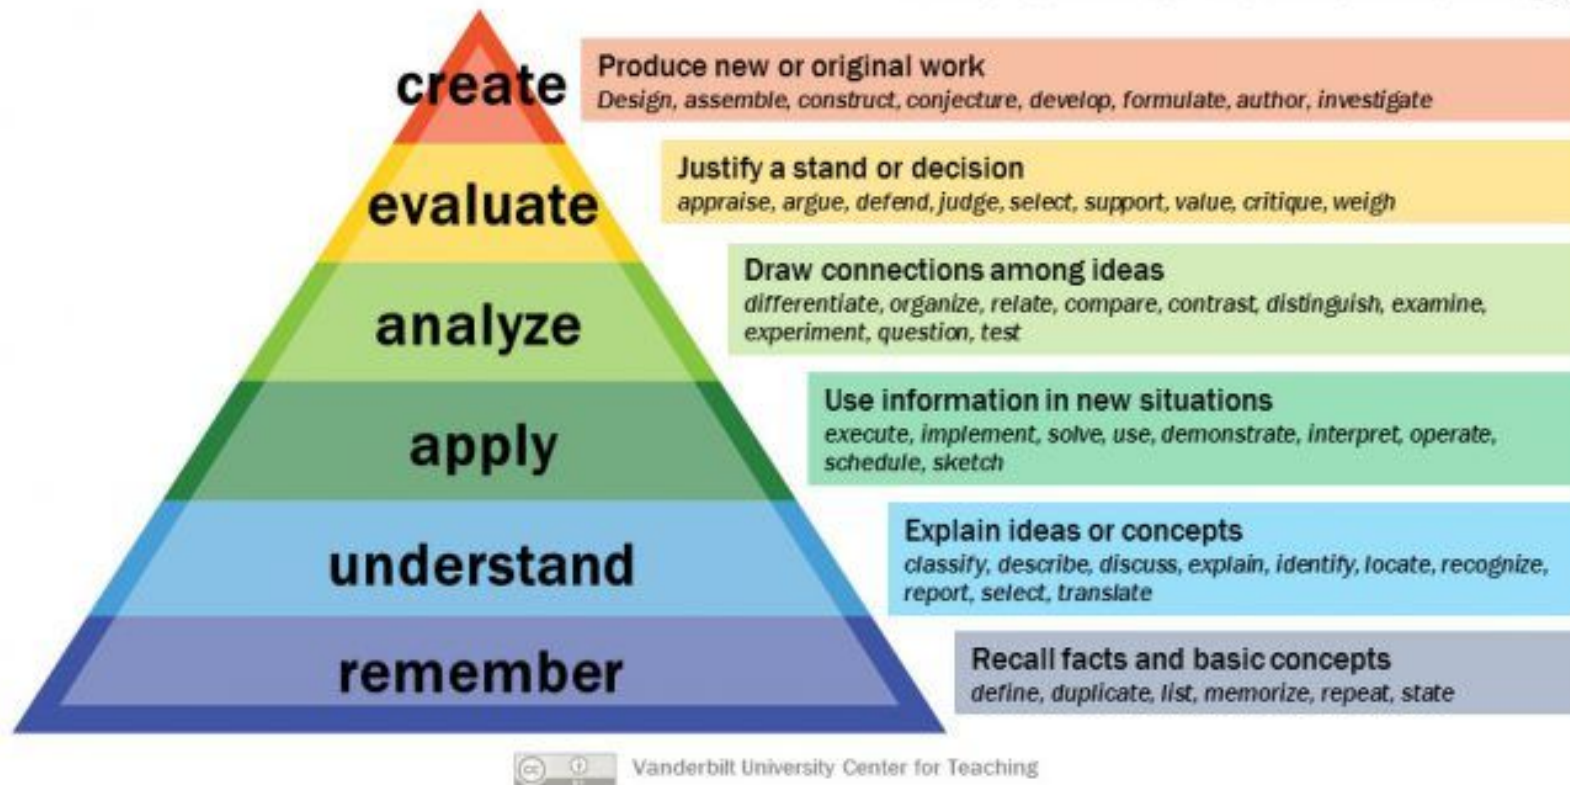 create
Produce new or original work
Design, assemble, construct, conjecture, develop, formulate, author, investigate
evaluate
Justify a stand or decision
appraise, argue, defend, judge, select, support, value, critique, weigh
analyze
Draw connections among ideas
differentiate, organize, relate, compare, contrast, distinguish, examine,
experiment, question, test
apply
Use information in new situations
execute, implement, solve, use, demonstrate, interpret, operate,
schedule, sketch
understand
Explain ideas or concepts
classify, describe, discuss, explain, identify, locate, recognize,
report, select, translate
remember
Recall facts and basic concepts
define, duplicate, list, memorize, repeat, state
cc
Vanderbilt University Center for Teaching